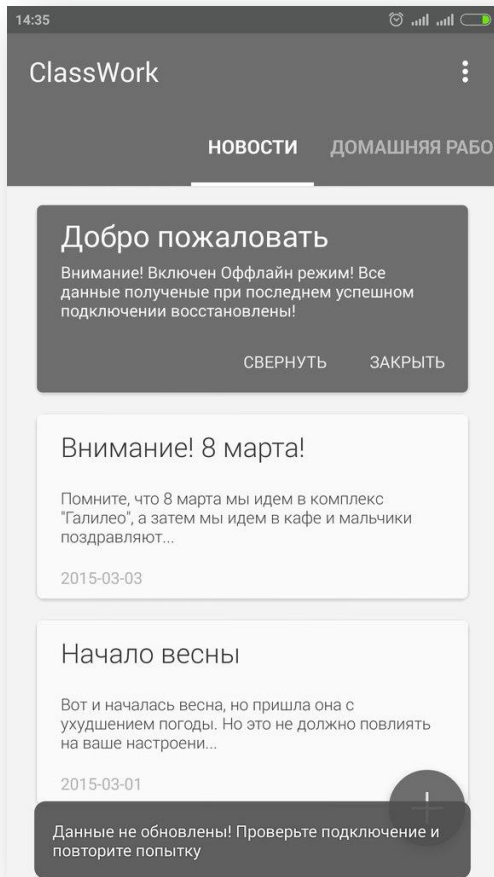 14:35
ClassWork
НОВОСТИ ДОМАШНЯЯ РАБО
Добро пожаловать
Внимание! Включен Оффлайн режим! Все
данные полученые при последнем успешном
подключении восстановлены!
СВЕРНУТЬ ЗАКРЫТЬ
Внимание! 8 марта!
Помните, что 8 марта мы идем в комплекс
"Галилео", а затем мы идем в кафе и мальчики
поздравляют...
2015-03-03
Начало весны
Вот и началась весна, но пришла она с
ухудшением погоды. Но это не должно повлиять
на ваше настроени...
2015-03-01
Данные не обновлены! Проверьте подключение и
повторите попытку